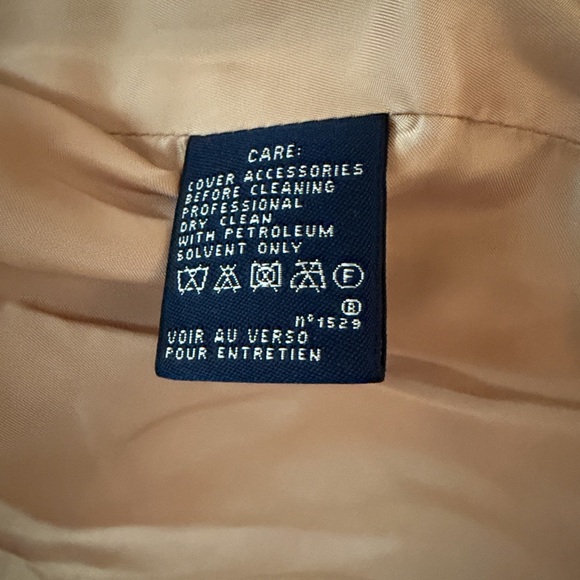 CARE:
COVER ACCESSORIES
BEFORE CLEANING
PROFESSIONAL
DRY CLEAN
WITH PETROLEUM
SOLVENT ONLY
F
R
n° 1529
VOIR AU VERSO
POUR ENTRETIEN